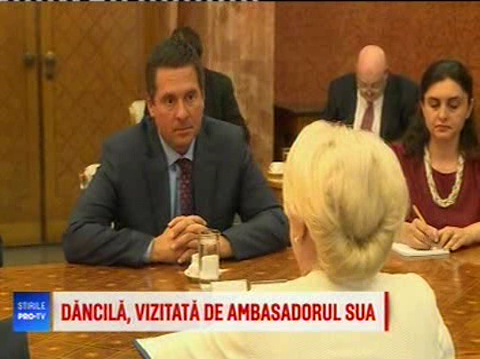 ȘTIRILE
PRO•TV
DĂNCILĂ, VIZITATĂ DE AMBASADORUL SUA